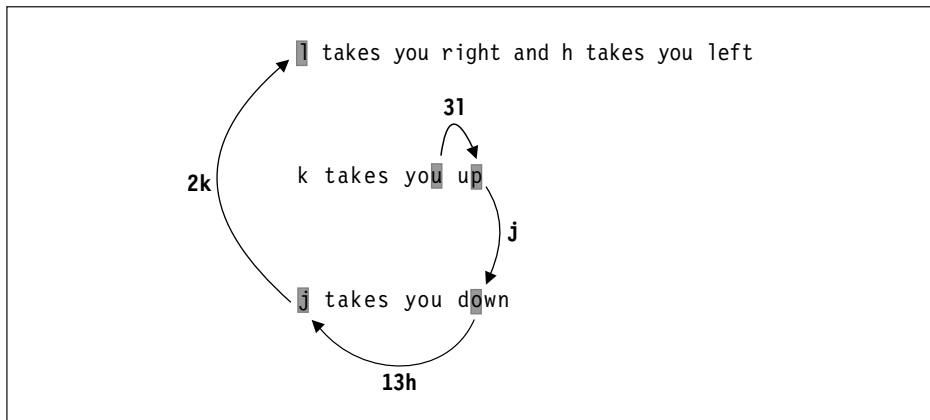 l takes you right and h takes you left
3l
k takes you up
2k
j
j takes you down
13h